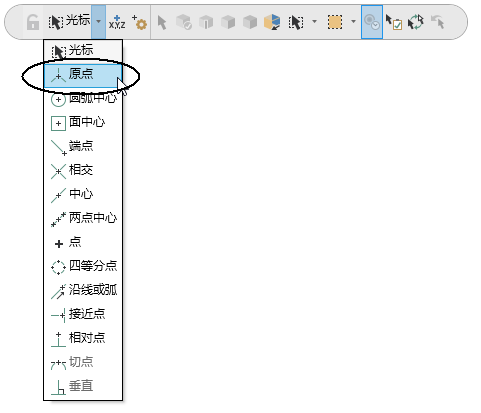 光标
XYZ
光标
原点
圆弧中心
面中心
端点
相交
中心
两点中心
点
四等分点
沿线或弧
接近点
相对点
切点
垂直